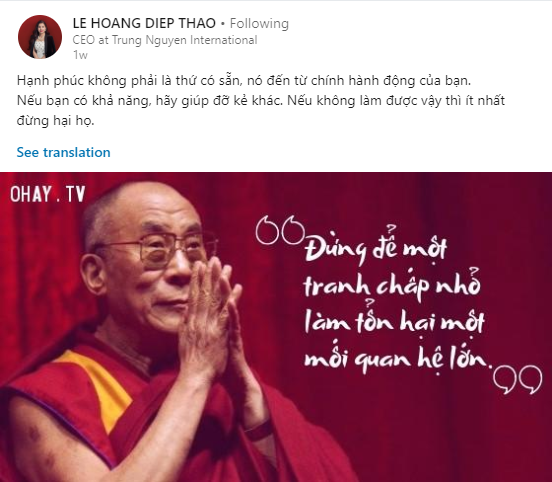 LE HOANG DIEP THAO • Following
CEO at Trung Nguyen International
1w
Hạnh phúc không phải là thứ có sẵn, nó đến từ chính hành động của bạn.
Nếu bạn có khả năng, hãy giúp đỡ kẻ khác. Nếu không làm được vậy thì ít nhất
đừng hại họ.
See translation
OHAY.TV
Đừng để một
tranh chấp nhỏ
làm tổn hại một
mối quan hệ lớn.